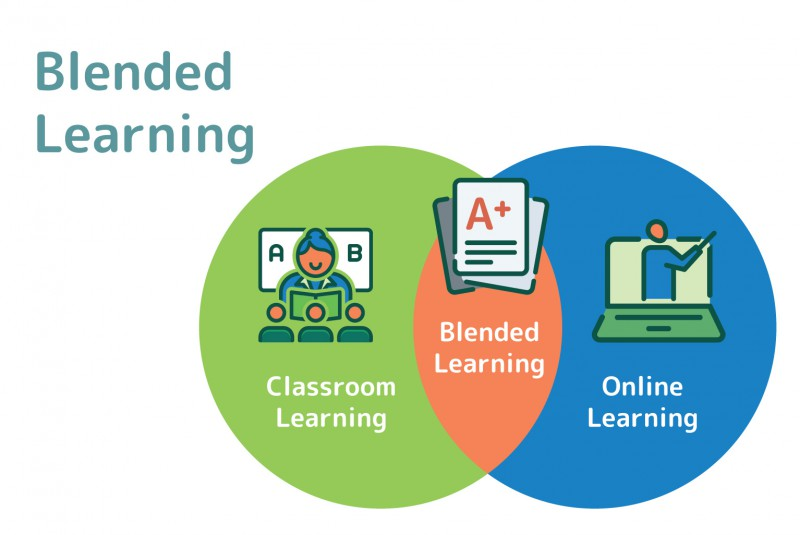 Blended
Learning
A B
A+
Blended
Learning
Classroom
Learning
Online
Learning